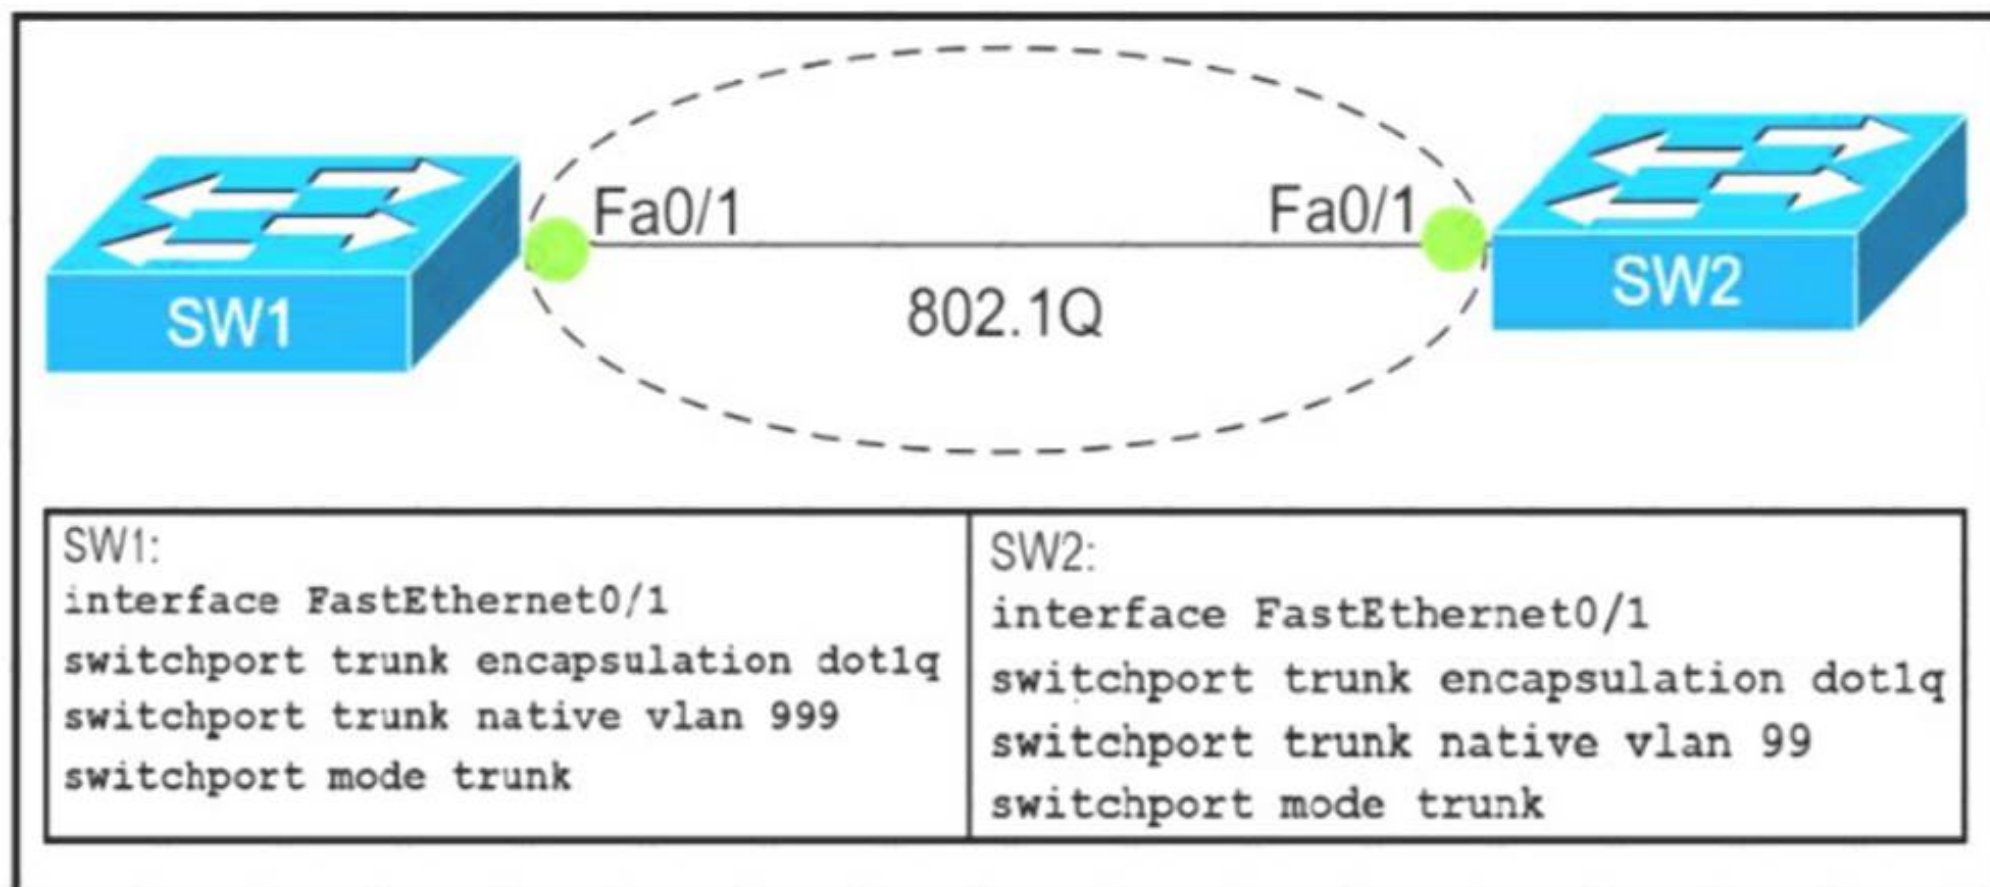 Fa0/1
Fa0/1
802.1Q
SW1
SW2
SW1:
interface FastEthernet0/1
switchport trunk encapsulation dot1q
switchport trunk native vlan 999
switchport mode trunk
SW2:
interface FastEthernet0/1
switchport trunk encapsulation dot1q
switchport trunk native vlan 99
switchport mode trunk